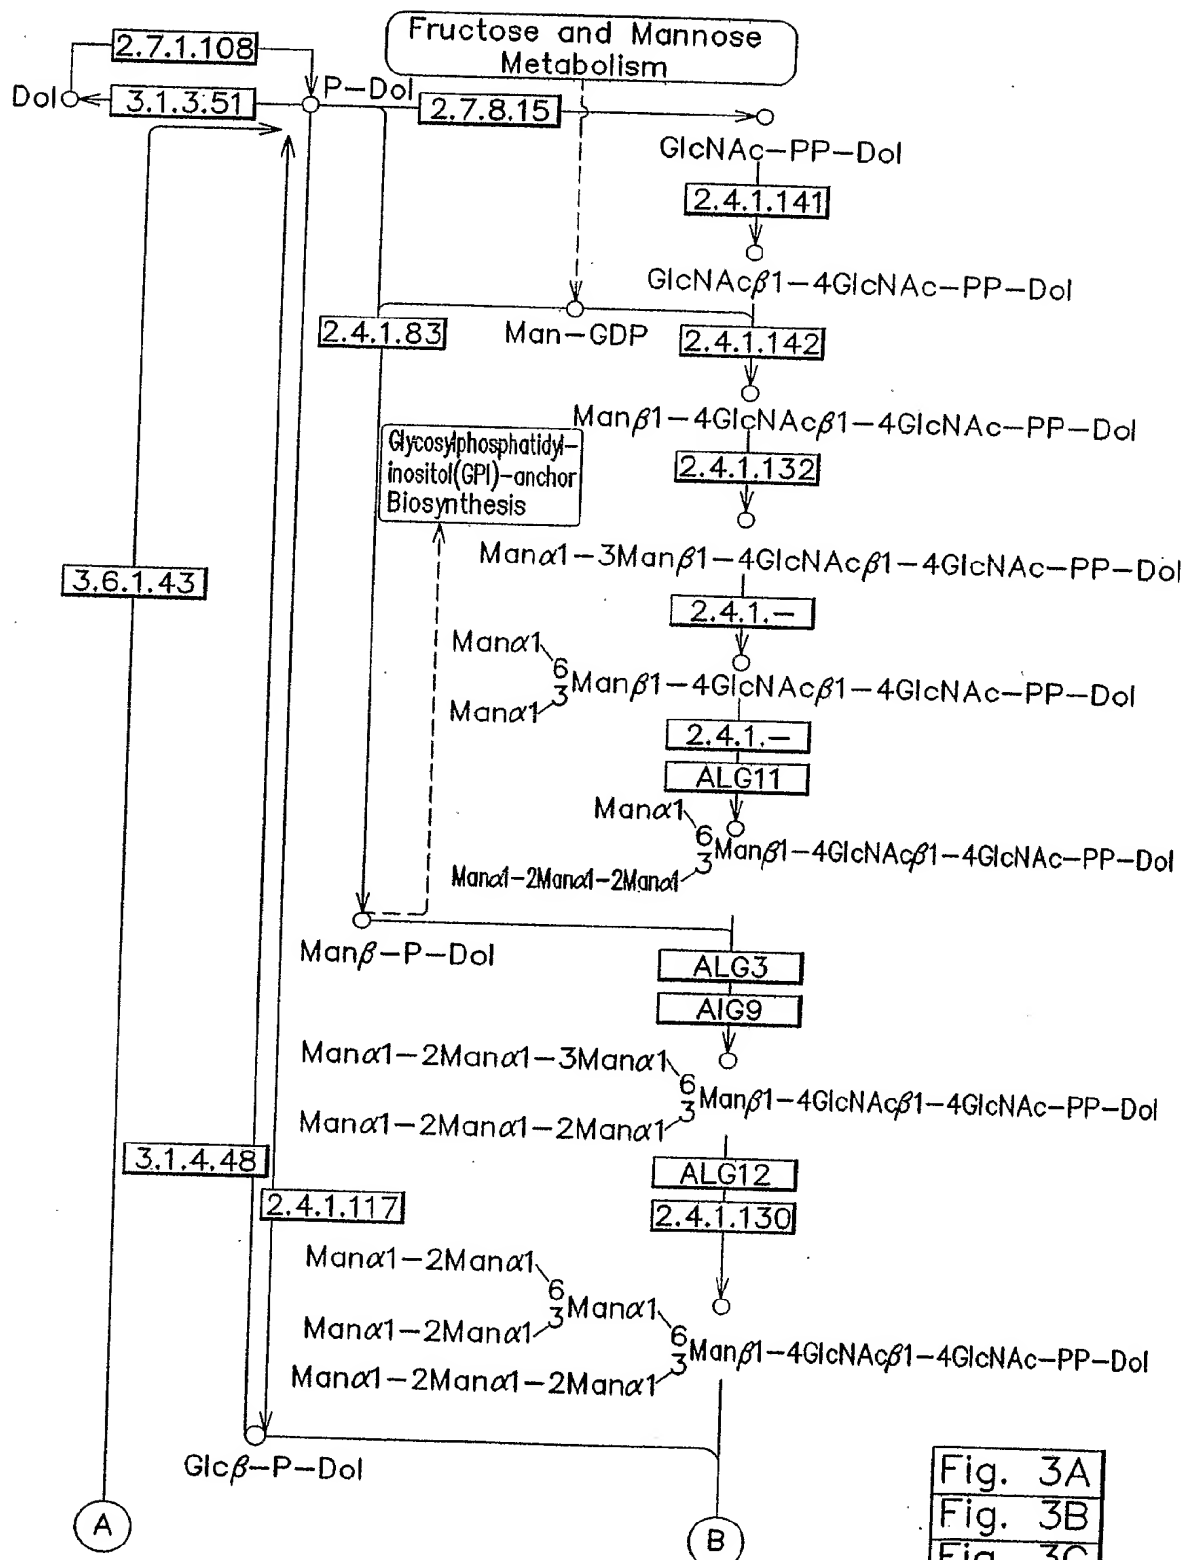 Fructose and Mannose
Metabolism
2.7.1.108
Dol
3.1.3.51
P-Dol
2.7.8.15
GlcNAc-PP-Dol
2.4.1.141
GlcNAcβ1-4GlcNAc-PP-Dol
2.4.1.83
Man-GDP
2.4.1.142
Manβ1-4GlcNAcβ1-4GlcNAc-PP-Dol
Glycosylphosphatidyl-
inositol(GPI)-anchor
Biosynthesis
2.4.1.132
Manα1-3Manβ1-4GlcNAcβ1-4GlcNAc-PP-Dol
3.6.1.43
2.4.1.-
Manα1
6
3
Manβ1-4GlcNAcβ1-4GlcNAc-PP-Dol
Manα1
2.4.1.-
ALG11
Manα1
6
3
Manβ1-4GlcNAcβ1-4GlcNAc-PP-Dol
Manα1-2Manα1-2Manα1
Manβ-P-Dol
ALG3
AlG9
Manα1-2Manα1-3Manα1
6
3
Manβ1-4GlcNAcβ1-4GlcNAc-PP-Dol
Manα1-2Manα1-2Manα1
3.1.4.48
ALG12
2.4.1.117
2.4.1.130
Manα1-2Manα1
6
3
Manα1
Manα1-2Manα1
6
3
Manβ1-4GlcNAcβ1-4GlcNAc-PP-Dol
Manα1-2Manα1-2Manα1
Glcβ-P-Dol
Fig. 3A
Fig. 3B
Fig. 3C
A
B